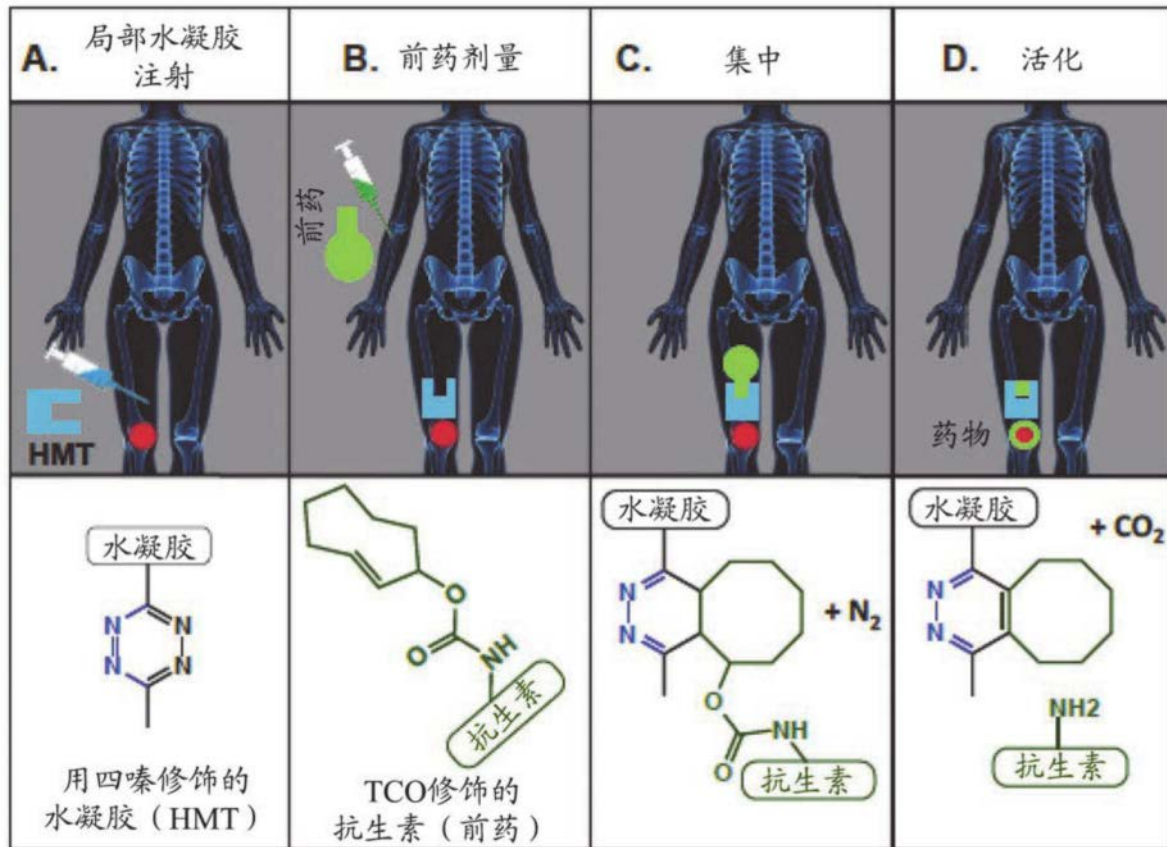 A. 局部水凝胶
注射
B. 前药剂量
C. 集中
D. 活化
HMT
前药
药物
水凝胶
N
N
N
N
用四嗪修饰的
水凝胶（HMT）
O
O
NH
抗生素
TCO修饰的
抗生素（前药）
水凝胶
N
N
+ N₂
O
NH
O
抗生素
水凝胶
+ CO₂
N
N
NH2
抗生素